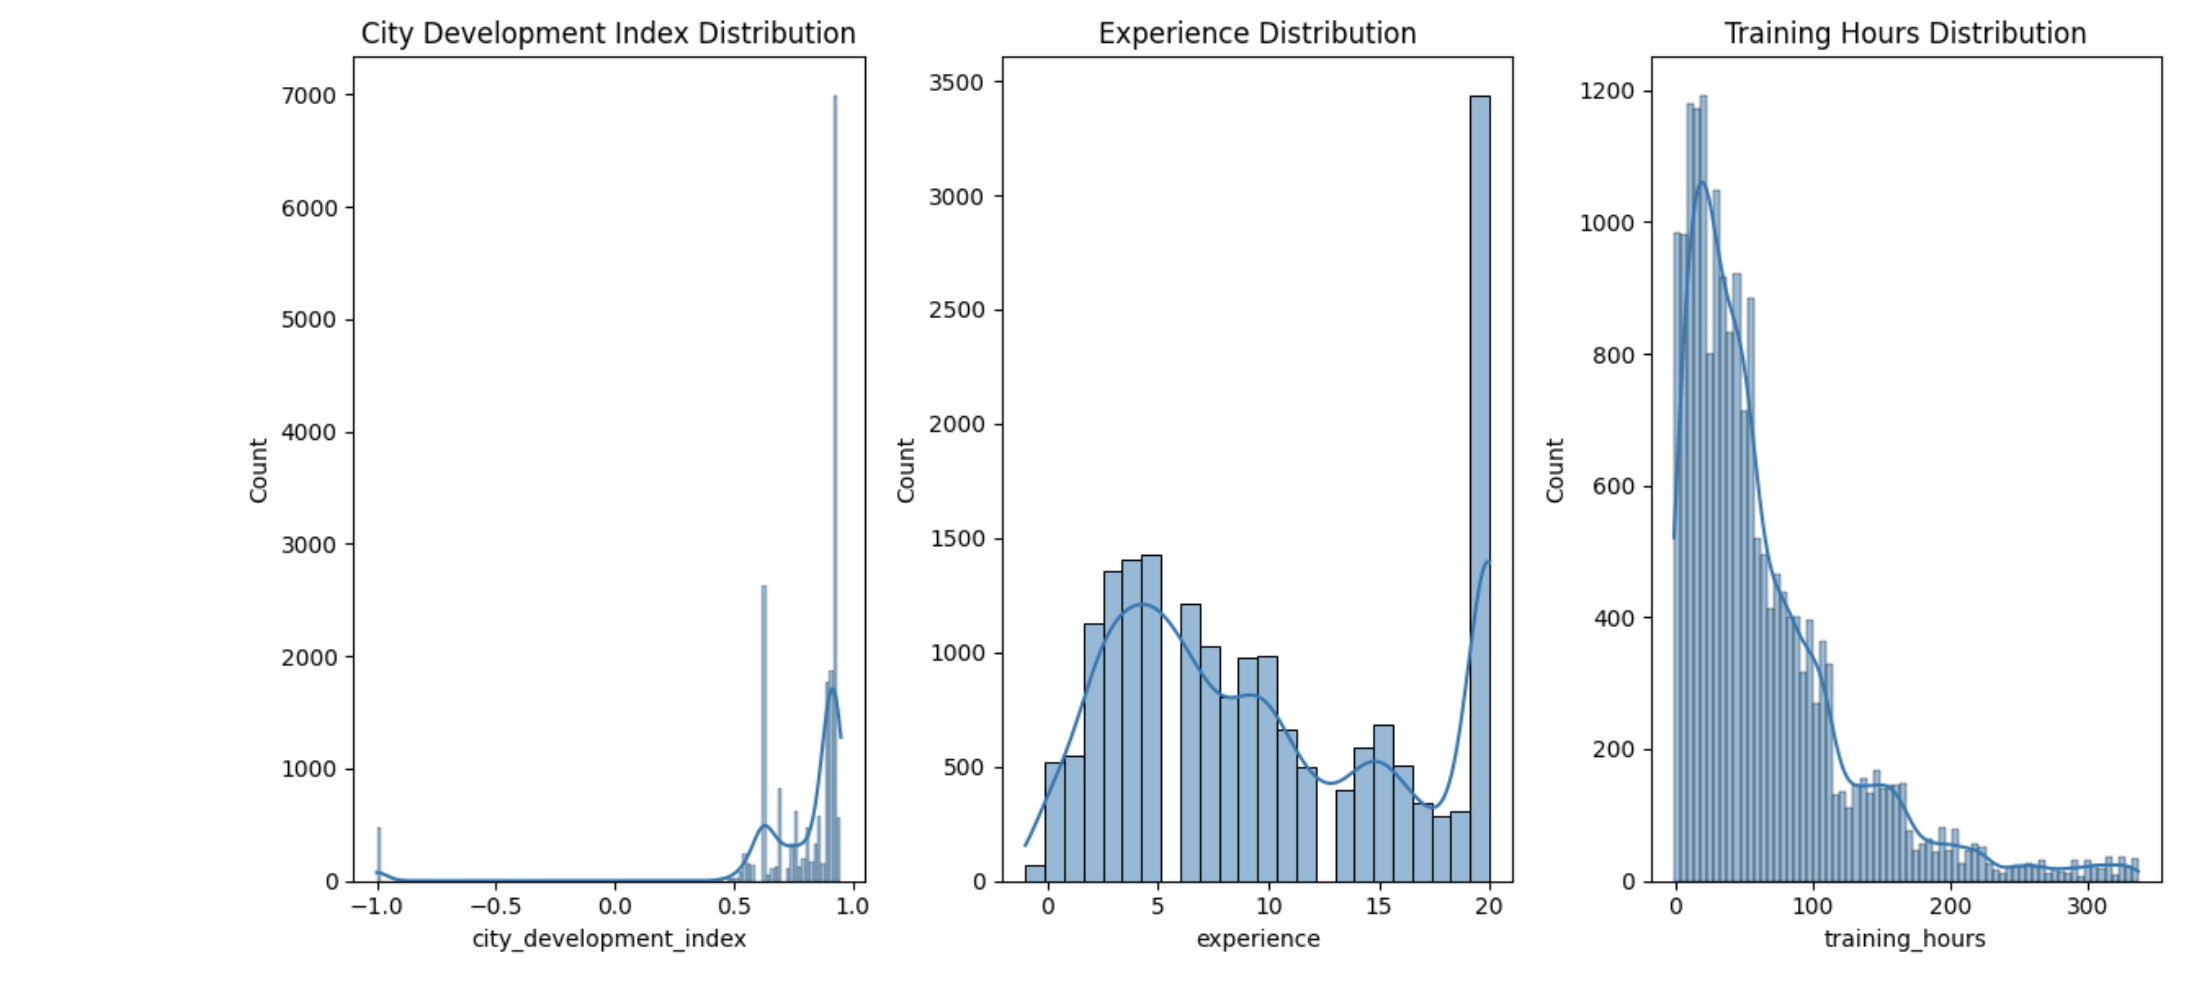 City Development Index Distribution
7000
6000
5000
4000
3000
2000
1000
0
Count
−1.0 −0.5 0.0 0.5 1.0
city_development_index
Experience Distribution
3500
3000
2500
2000
1500
1000
500
0
Count
0 5 10 15 20
experience
Training Hours Distribution
1200
1000
800
600
400
200
0
Count
0 100 200 300
training_hours